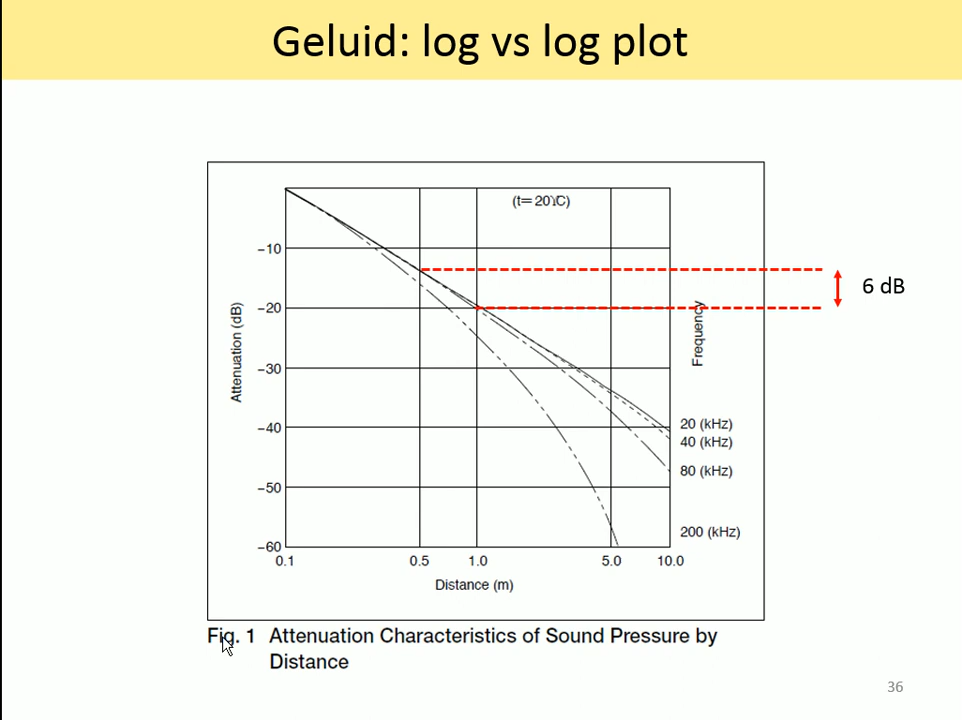 Geluid: log vs log plot
(t=20℃)
Attenuation (dB)
−10
−20
−30
−40
−50
−60
0.1 0.5 1.0 5.0 10.0
Distance (m)
Frequency
20 (kHz)
40 (kHz)
80 (kHz)
200 (kHz)
6 dB
Fig. 1 Attenuation Characteristics of Sound Pressure by
Distance
36